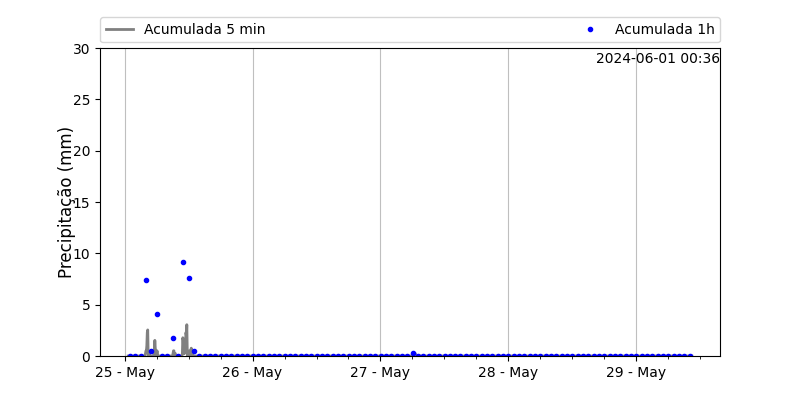 Acumulada 5 min
Acumulada 1h
2024-06-01 00:36
Precipitação (mm)
30
25
20
15
10
5
0
25 - May
26 - May
27 - May
28 - May
29 - May